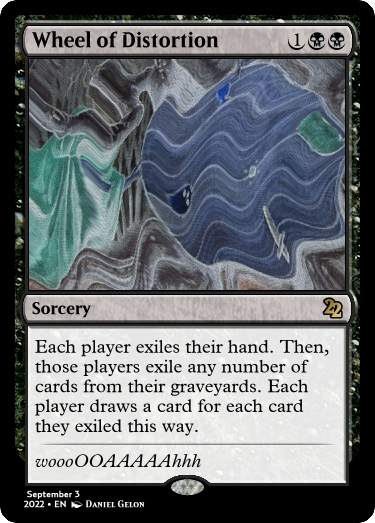 Wheel of Distortion 1
Sorcery 22
Each player exiles their hand. Then,
those players exile any number of
cards from their graveyards. Each
player draws a card for each card
they exiled this way.
woooOOAAAAAhhh
September 3
2022 • EN Daniel Gelon